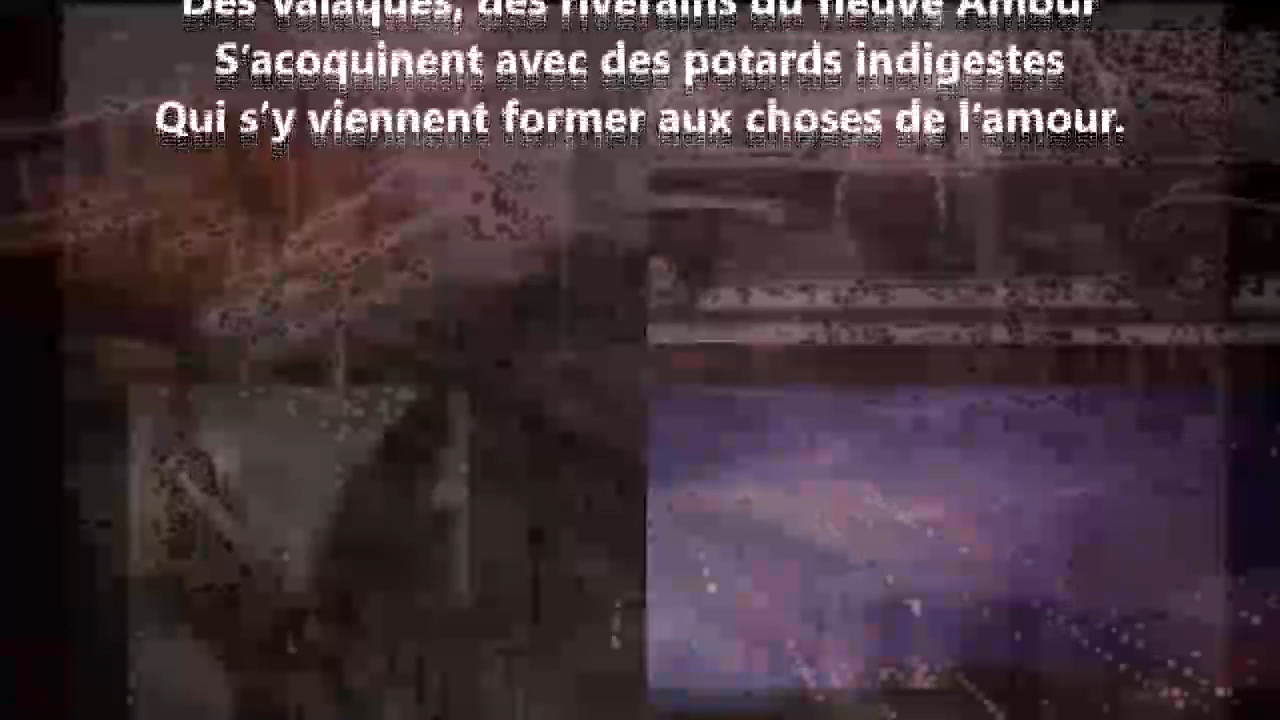 Des Valaques, des riverains du fleuve Amour
S'acoquinent avec des potards indigestes
Qui s'y viennent former aux choses de l'amour.